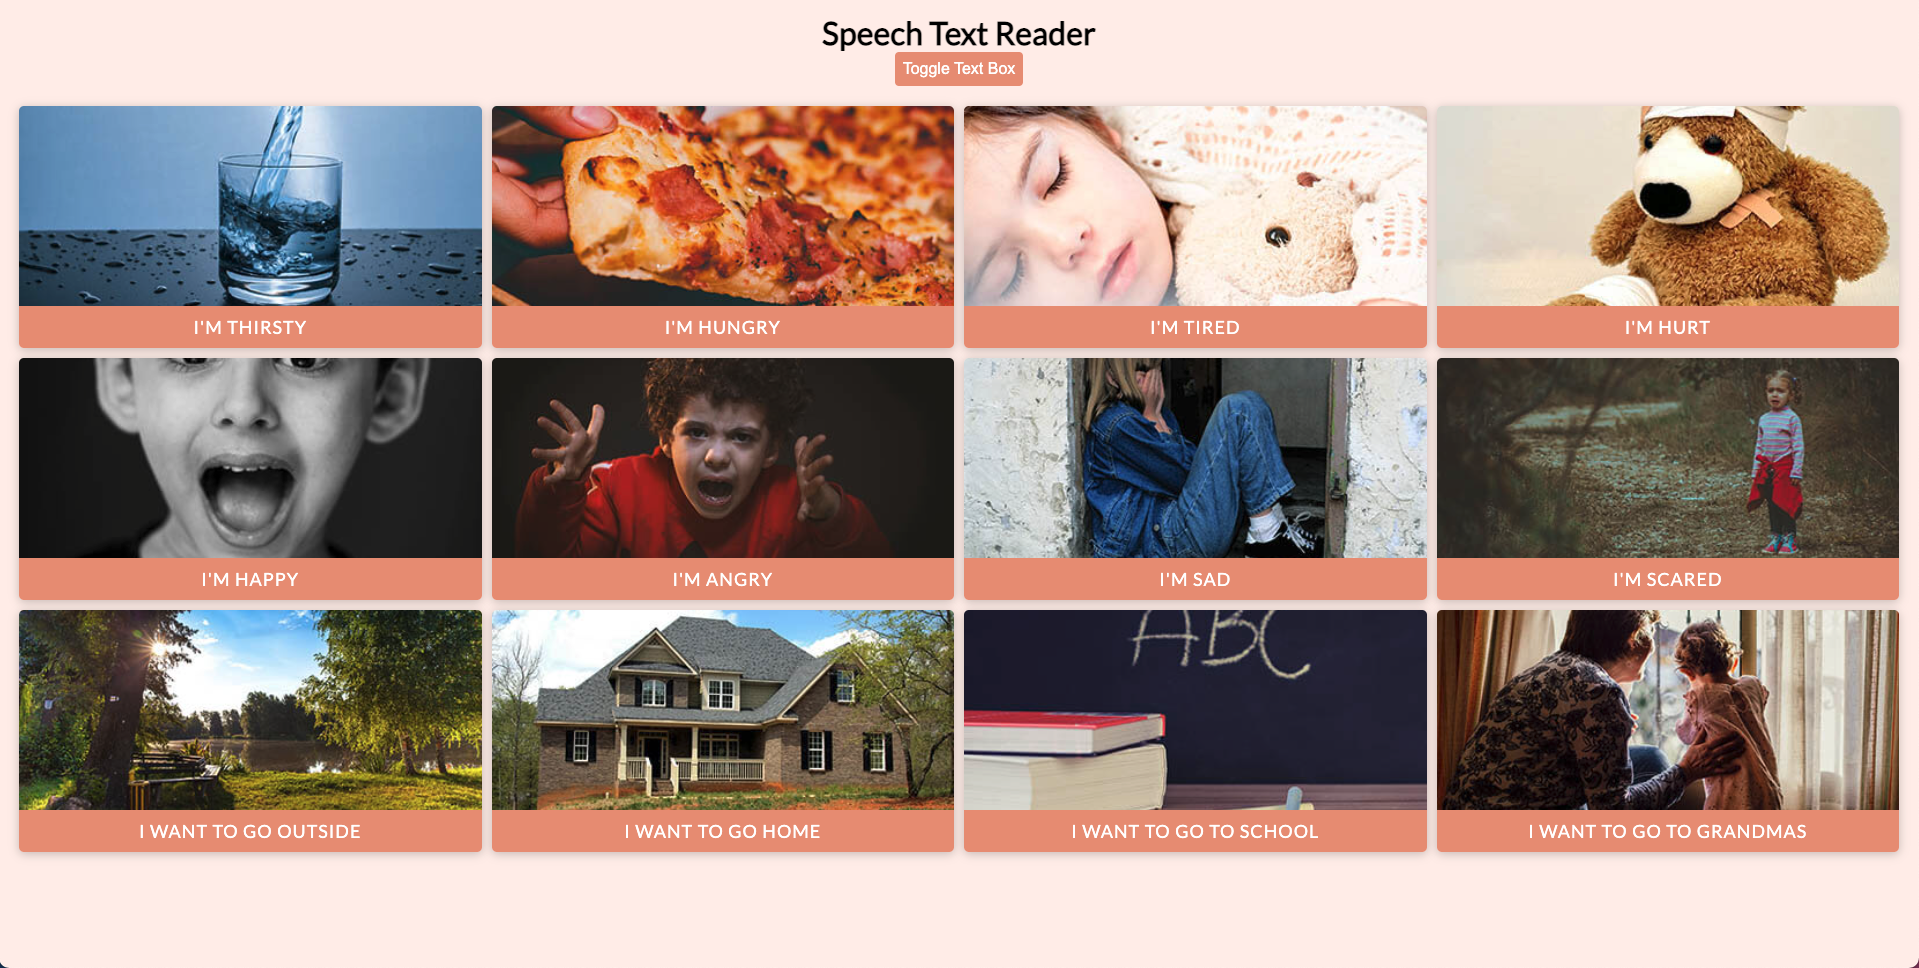 Speech Text Reader
Toggle Text Box
I'M THIRSTY
I'M HUNGRY
I'M TIRED
I'M HURT
I'M HAPPY
I'M ANGRY
I'M SAD
I'M SCARED
ABC
I WANT TO GO OUTSIDE
I WANT TO GO HOME
I WANT TO GO TO SCHOOL
I WANT TO GO TO GRANDMAS